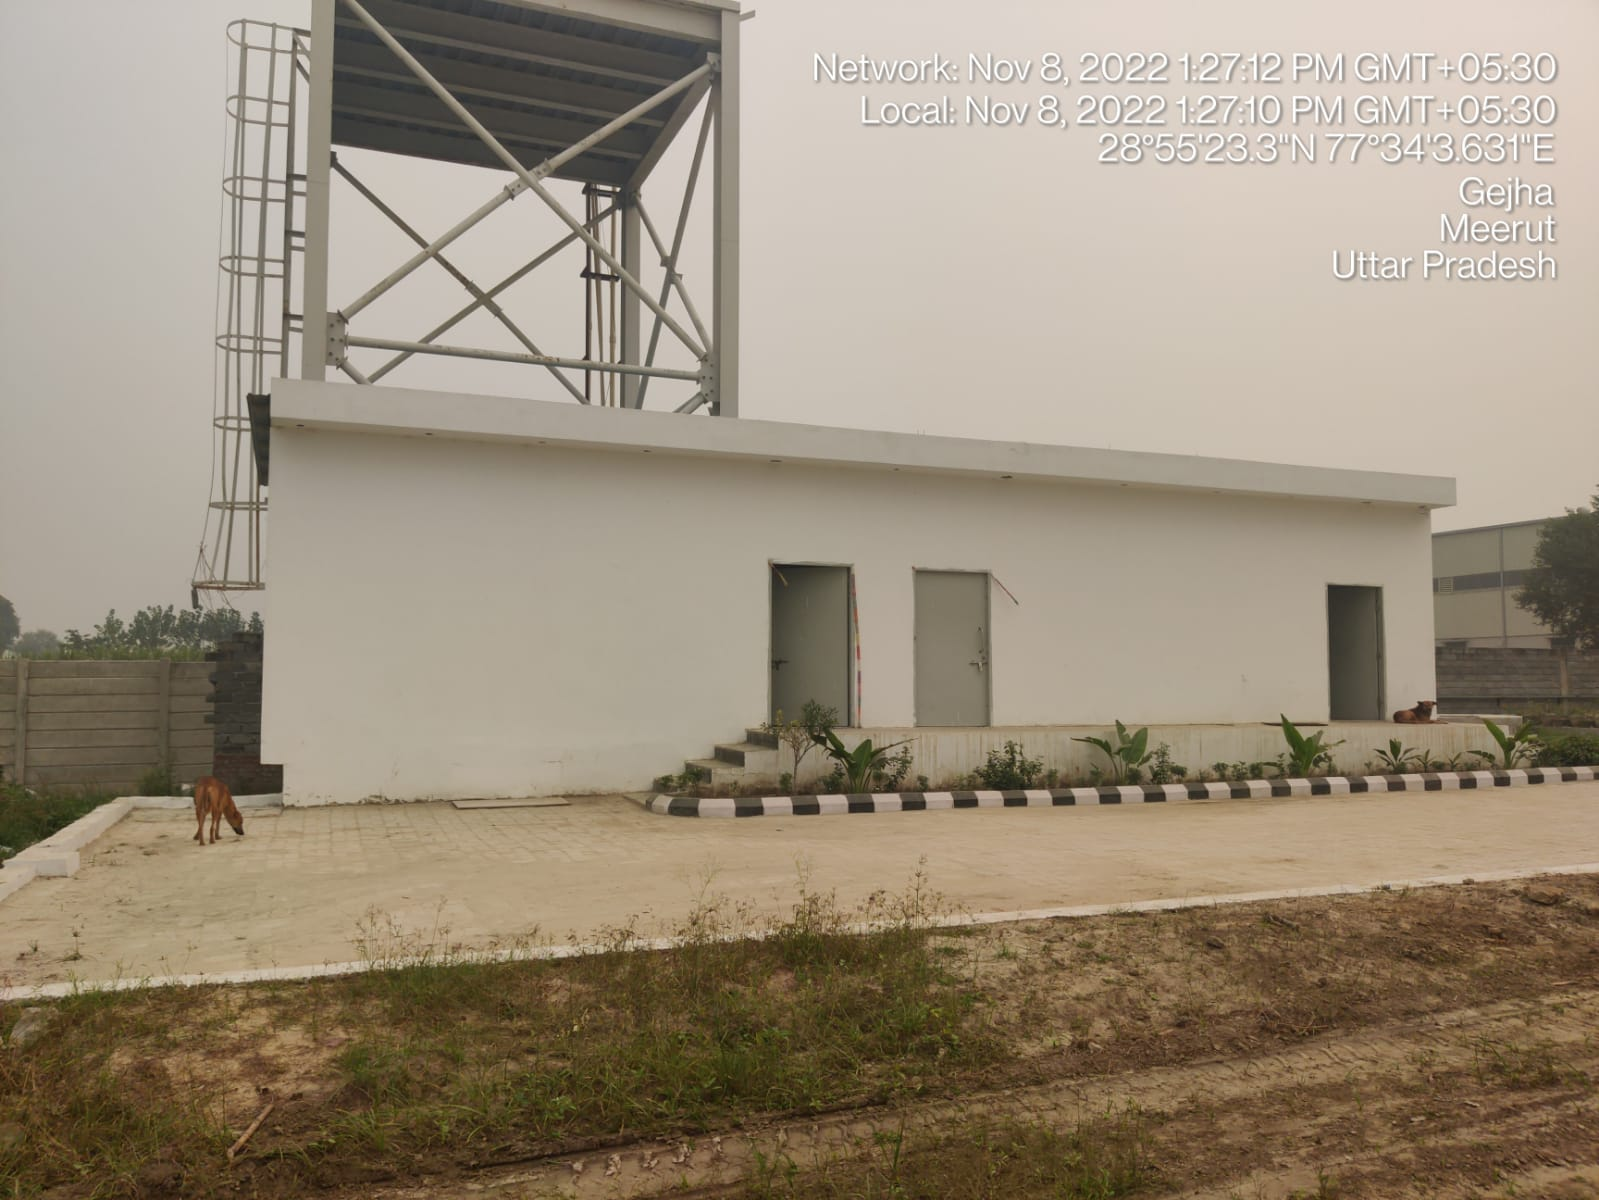 Network: Nov 8, 2022 1:27:12 PM GMT+05:30
Local: Nov 8, 2022 1:27:10 PM GMT+05:30
28°55'23.3"N 77°34'3.631"E
Gejha
Meerut
Uttar Pradesh